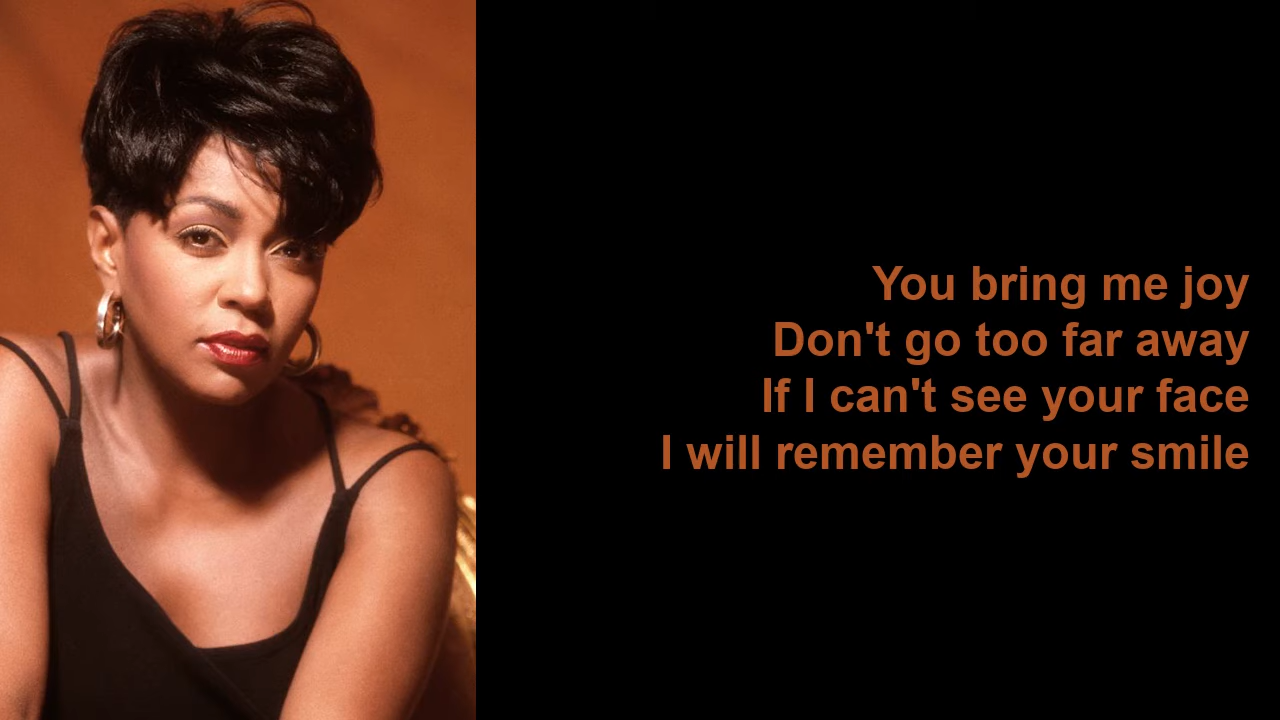 You bring me joy
Don't go too far away
If I can't see your face
I will remember your smile